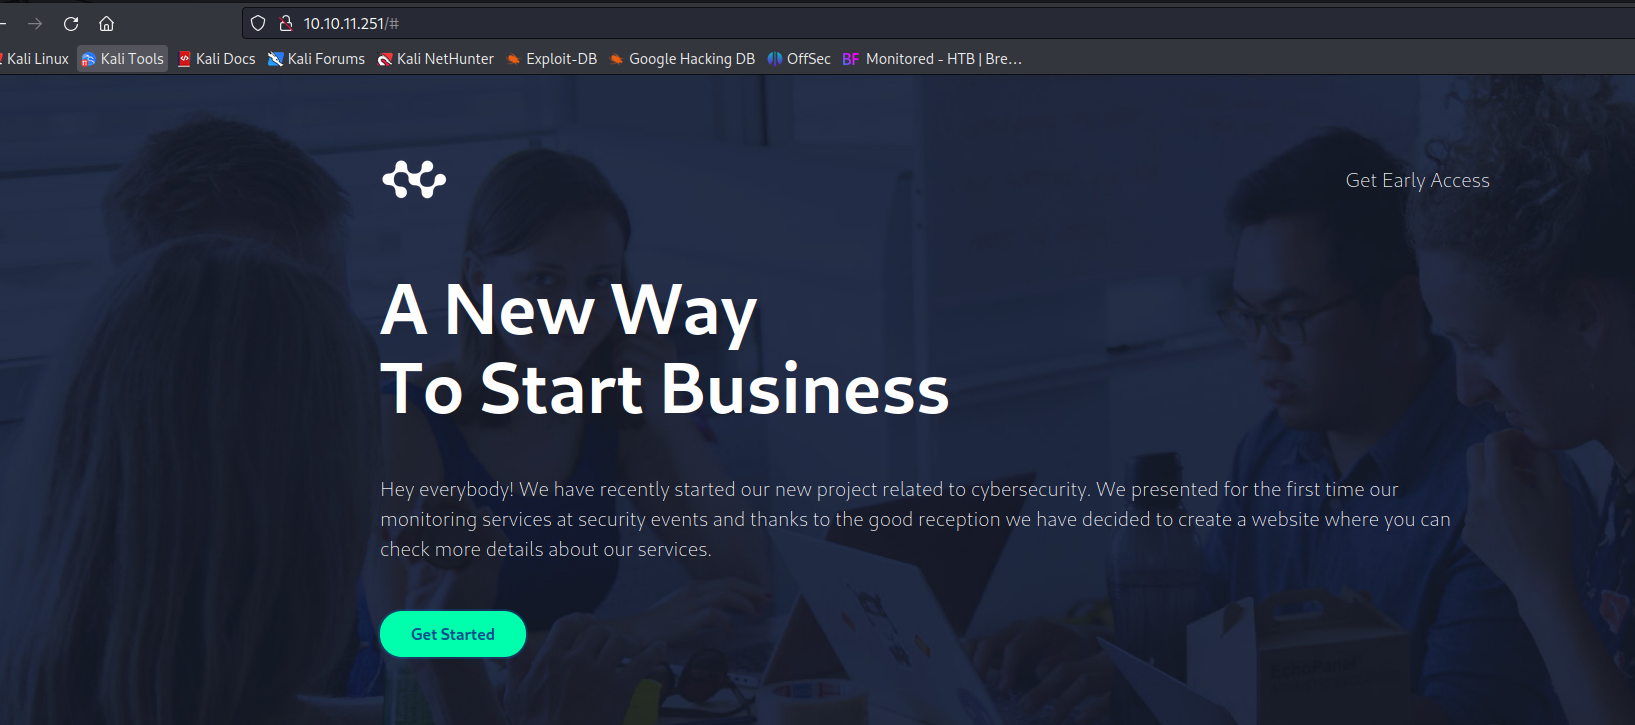 10.10.11.251/#
Kali Linux Kali Tools Kali Docs Kali Forums Kali NetHunter Exploit-DB Google Hacking DB OffSec BF Monitored - HTB | Bre...
Get Early Access
A New Way
To Start Business
Hey everybody! We have recently started our new project related to cybersecurity. We presented for the first time our
monitoring services at security events and thanks to the good reception we have decided to create a website where you can
check more details about our services.
Get Started